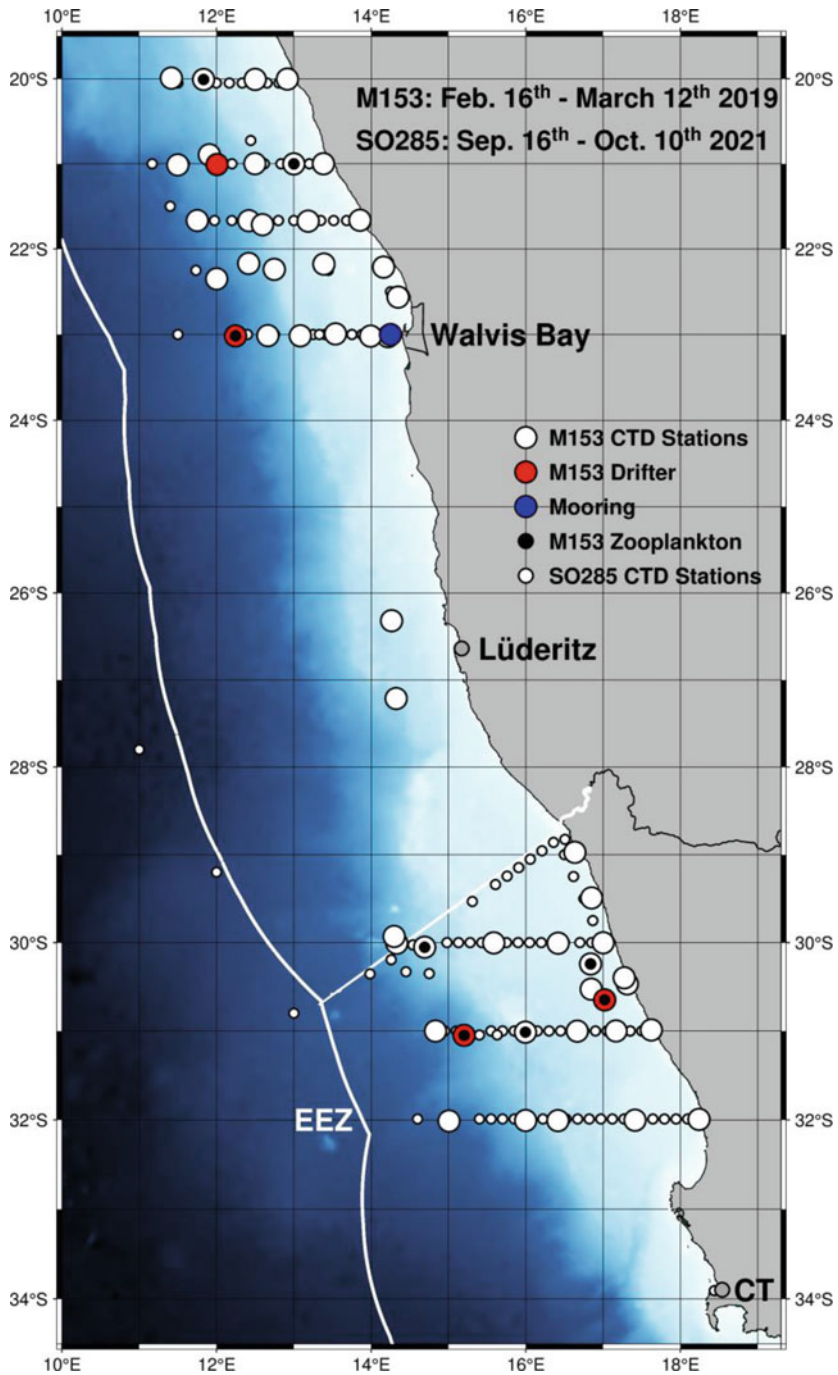 10°E 12°E 14°E 16°E 18°E
20°S 20°S
M153: Feb. 16th - March 12th 2019
SO285: Sep. 16th - Oct. 10th 2021
22°S 22°S
Walvis Bay
24°S 24°S
M153 CTD Stations
M153 Drifter
Mooring
M153 Zooplankton
SO285 CTD Stations
26°S 26°S
Lüderitz
28°S 28°S
30°S 30°S
EEZ
32°S 32°S
CT
34°S 34°S
10°E 12°E 14°E 16°E 18°E